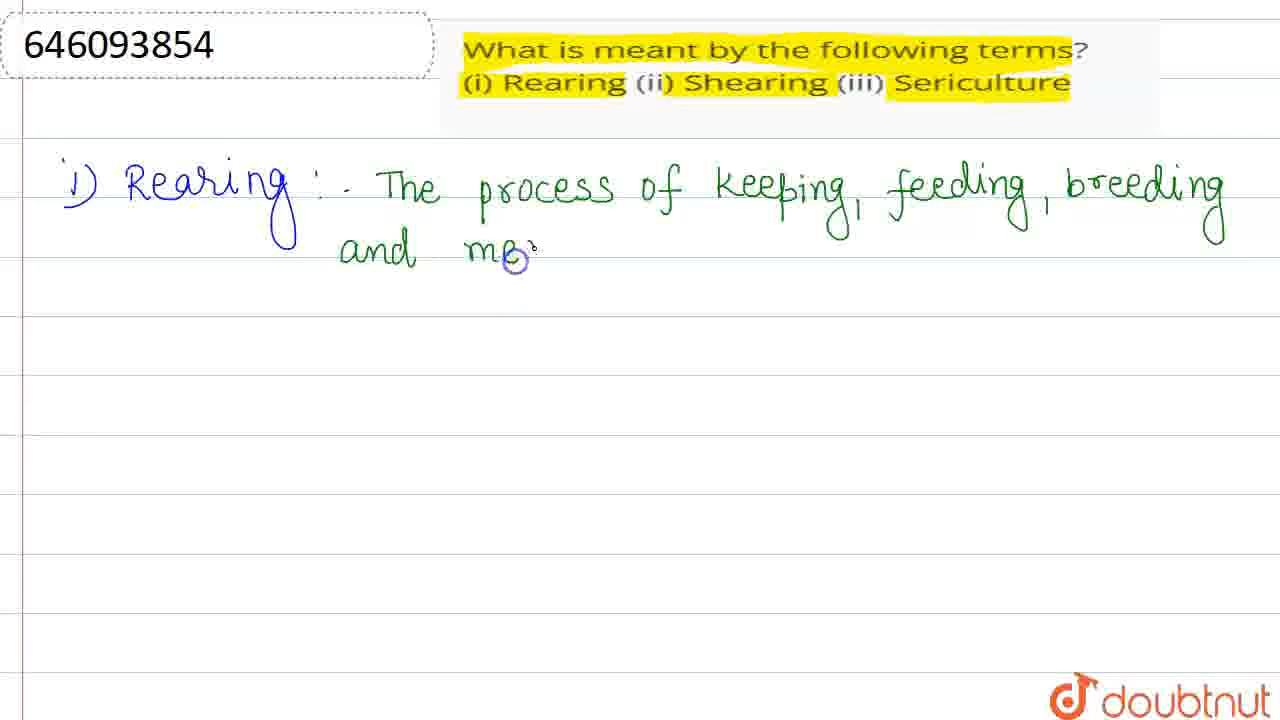 646093854
What is meant by the following terms?
(i) Rearing (ii) Shearing (iii) Sericulture
i) Rearing :- The process of keeping, feeding, breeding
and me
doubtnut